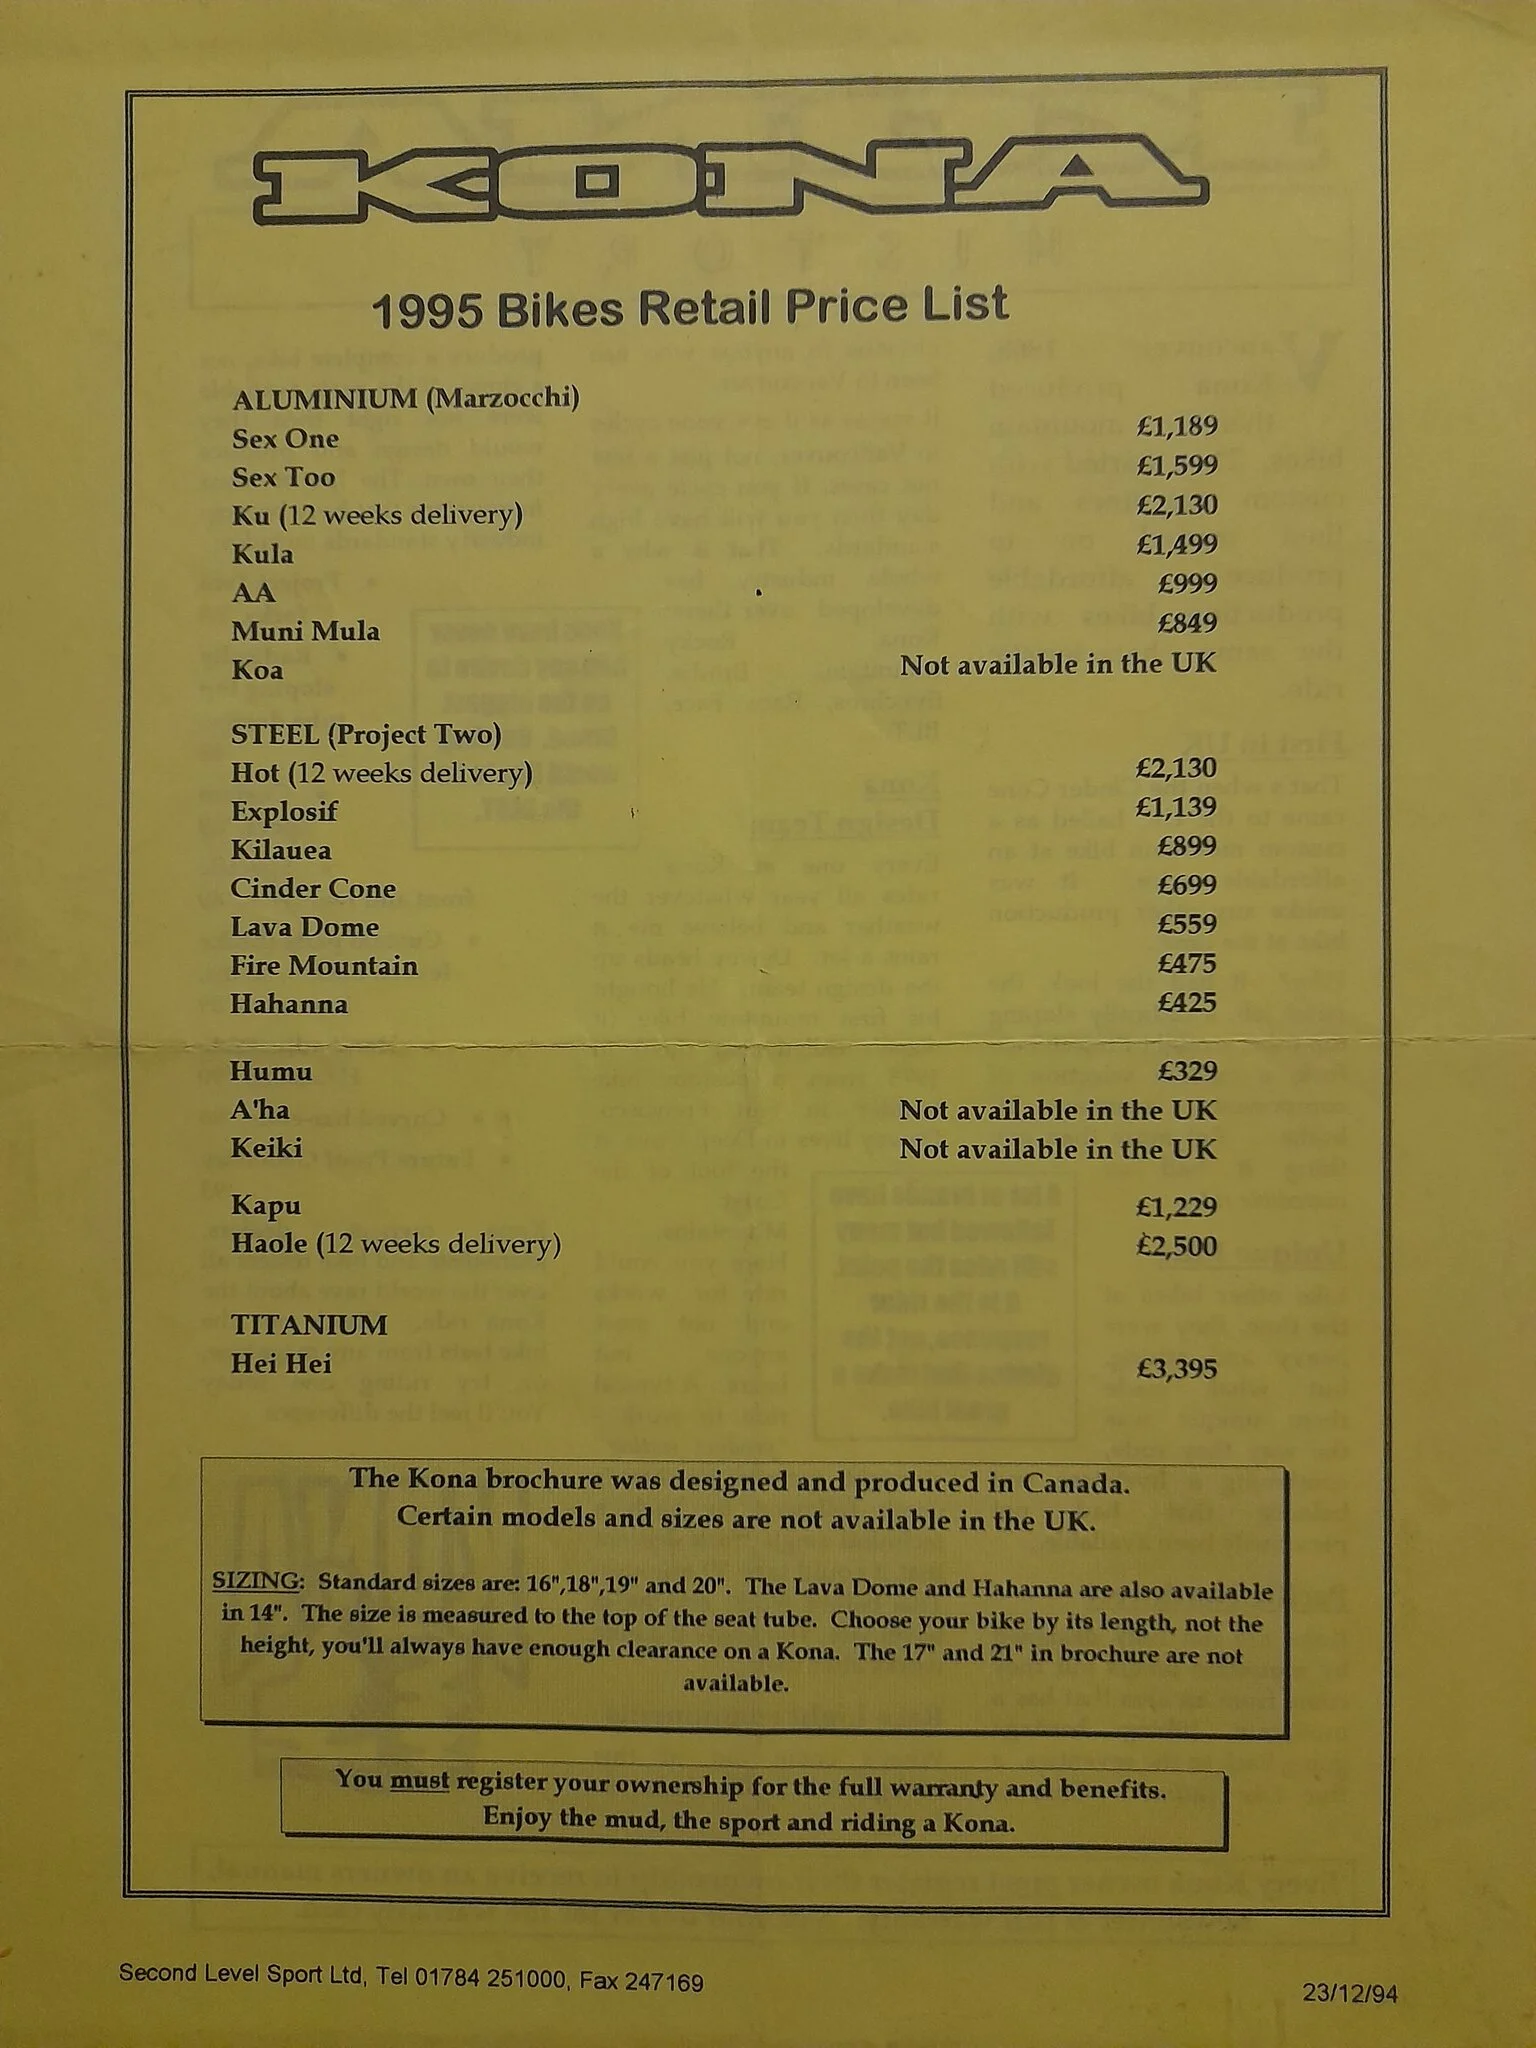 KONA
1995 Bikes Retail Price List
ALUMINIUM (Marzocchi)
Sex One £1,189
Sex Too £1,599
Ku (12 weeks delivery) £2,130
Kula £1,499
AA £999
Muni Mula £849
Koa Not available in the UK
STEEL (Project Two)
Hot (12 weeks delivery) £2,130
Explosif £1,139
Kilauea £899
Cinder Cone £699
Lava Dome £559
Fire Mountain £475
Hahanna £425
Humu £329
A'ha Not available in the UK
Keiki Not available in the UK
Kapu £1,229
Haole (12 weeks delivery) £2,500
TITANIUM
Hei Hei £3,395
The Kona brochure was designed and produced in Canada.
Certain models and sizes are not available in the UK.
SIZING: Standard sizes are: 16",18",19" and 20". The Lava Dome and Hahanna are also available
in 14". The size is measured to the top of the seat tube. Choose your bike by its length, not the
height, you'll always have enough clearance on a Kona. The 17" and 21" in brochure are not
available.
You must register your ownership for the full warranty and benefits.
Enjoy the mud, the sport and riding a Kona.
Second Level Sport Ltd, Tel 01784 251000, Fax 247169
23/12/94